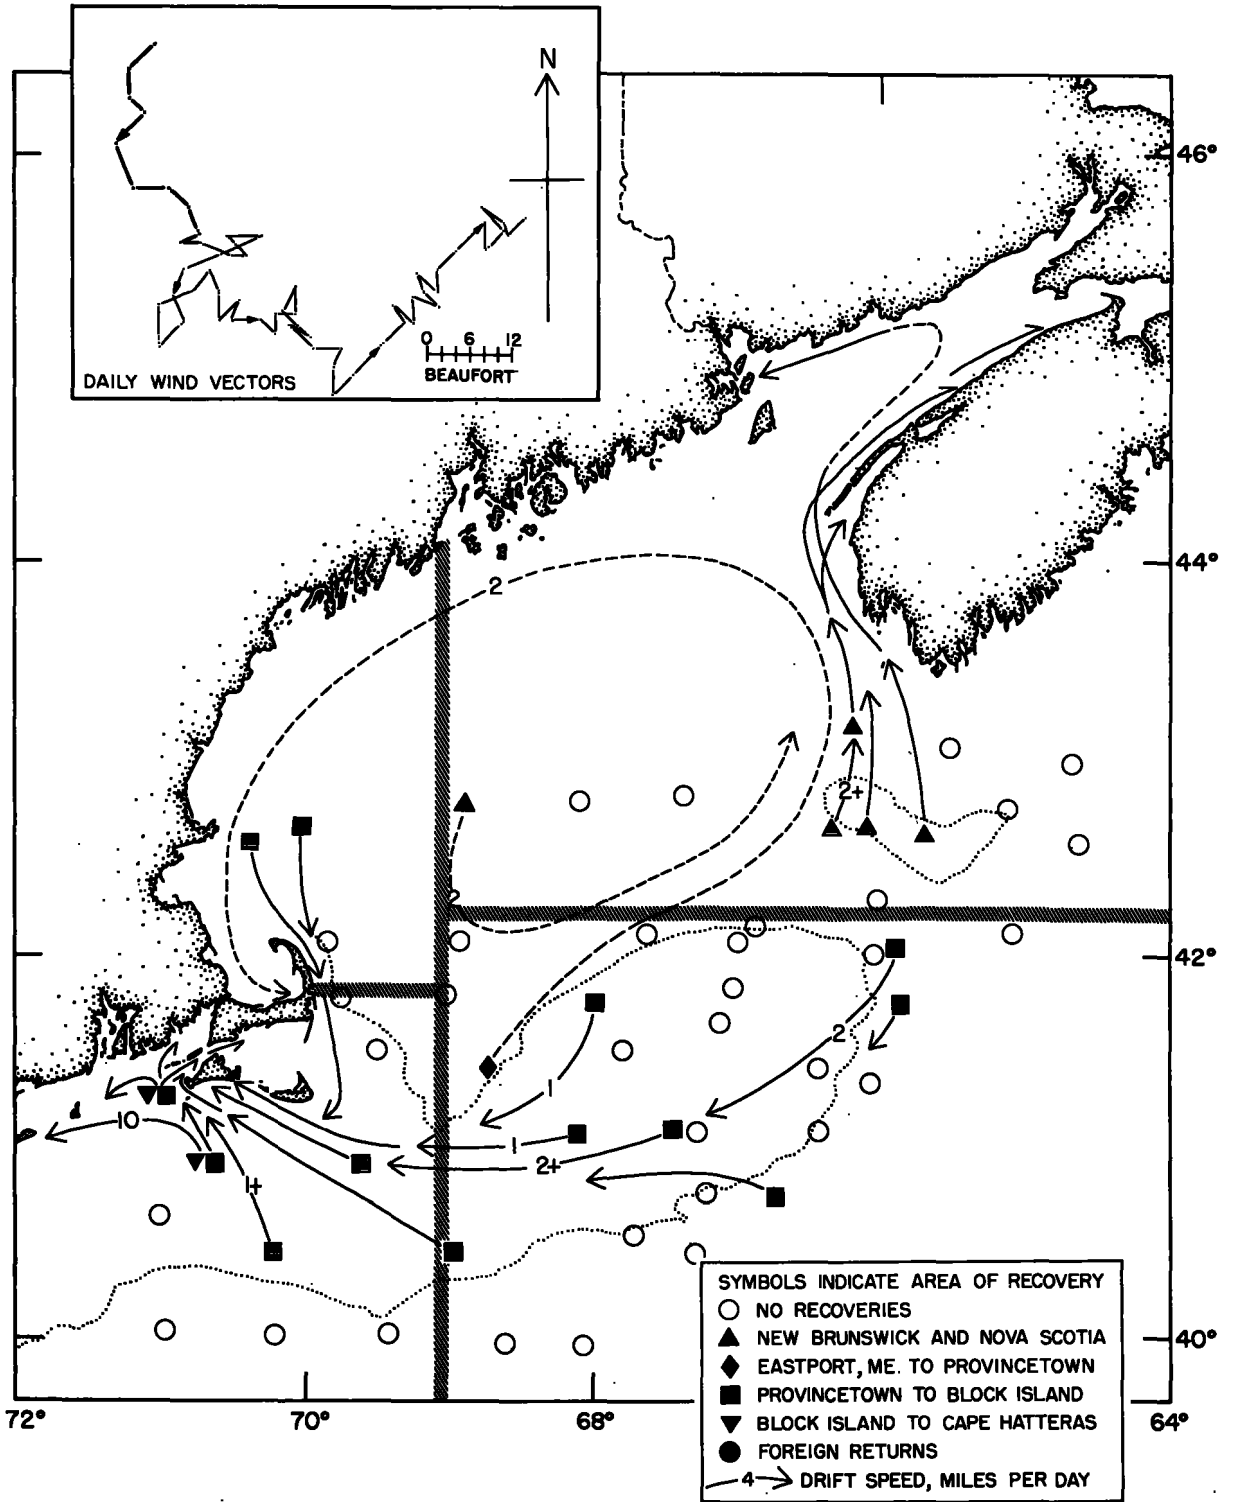 N
0 6 12
BEAUFORT
DAILY WIND VECTORS
46°
44°
42°
40°
2
2+
2
2
1
10
1
2+
1+
72° 70° 68° 64°
SYMBOLS INDICATE AREA OF RECOVERY
NO RECOVERIES
NEW BRUNSWICK AND NOVA SCOTIA
EASTPORT, ME. TO PROVINCETOWN
PROVINCETOWN TO BLOCK ISLAND
BLOCK ISLAND TO CAPE HATTERAS
FOREIGN RETURNS
4 DRIFT SPEED, MILES PER DAY